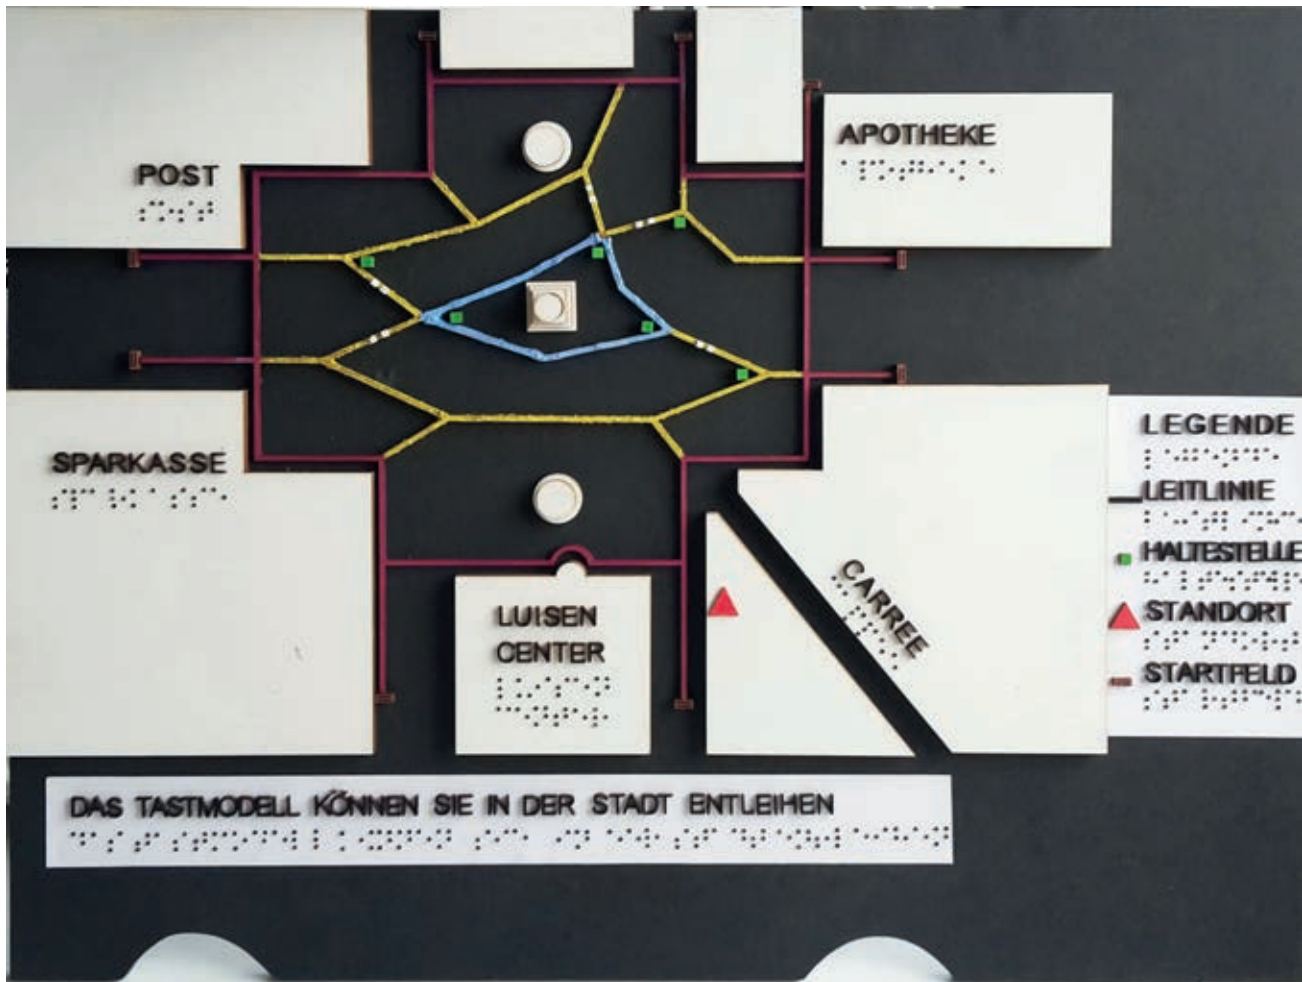 POST
APOTHEKE
SPARKASSE
LUISEN
CENTER
CARREE
LEGENDE
LEITLINIE
HALTESTELLE
STANDORT
STARTFELD
DAS TASTMODELL KÖNNEN SIE IN DER STADT ENTLEIHEN